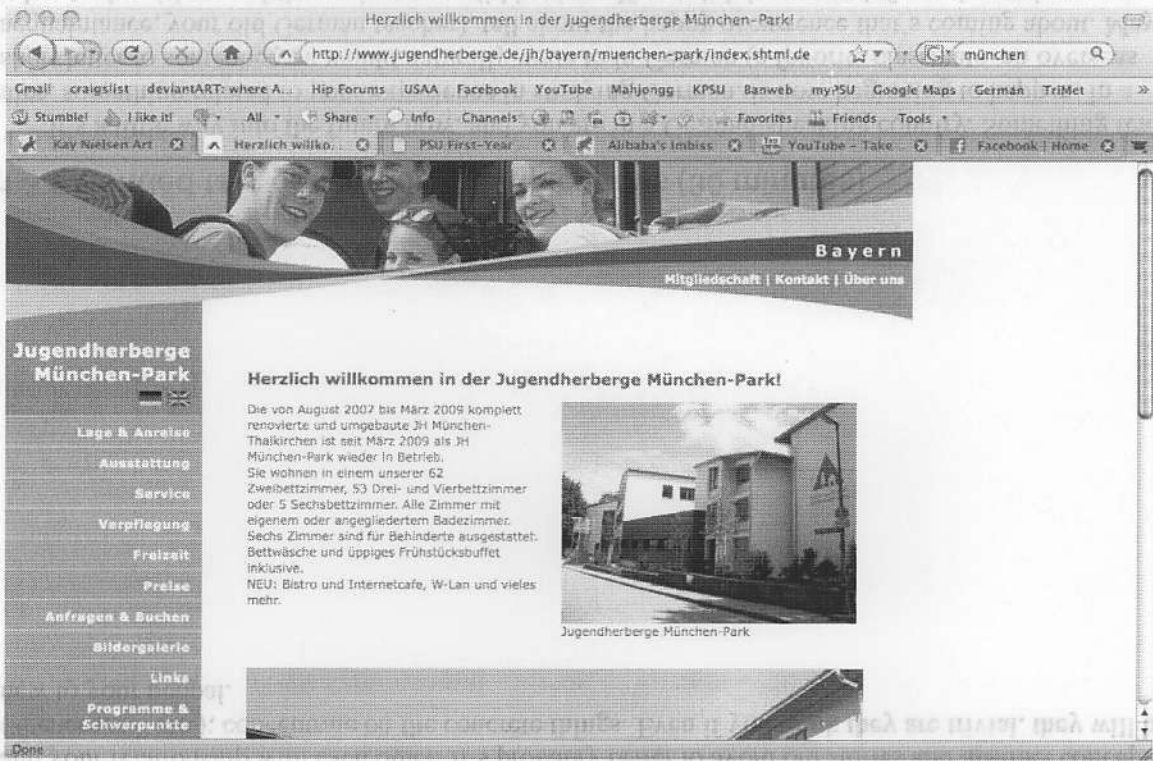 Herzlich willkommen in der Jugendherberge München-Park!
http://www.jugendherberge.de/jh/bayern/muenchen-park/index.shtml.de
münchen
Gmail craigslist deviantART: where A... Hip Forums USAA Facebook YouTube Mahjongg KPSU Banweb myPSU Google Maps German TriMet »
Stumble! I like it! All Share Info Channels: Favorites Friends Tools
Kay Nielsen Art Herzlich willko... PSU First-Year Alibaba's Imbiss YouTube - Take... Facebook | Home
Bayern
Mitgliedschaft | Kontakt | Über uns
Jugendherberge
München-Park
Lage & Anreise
Ausstattung
Service
Verpflegung
Freizeit
Preise
Anfragen & Buchen
Bildergalerie
Links
Programme &
Schwerpunkte
Herzlich willkommen in der Jugendherberge München-Park!
Die von August 2007 bis März 2009 komplett
renovierte und umgebaute JH München-
Thalkirchen ist seit März 2009 als JH
München-Park wieder in Betrieb.
Sie wohnen in einem unserer 62
Zweibettzimmer, 53 Drei- und Vierbettzimmer
oder 5 Sechsbettzimmer. Alle Zimmer mit
eigenem oder angegliedertem Badezimmer.
Sechs Zimmer sind für Behinderte ausgestattet.
Bettwäsche und üppiges Frühstücksbuffet
inklusive.
NEU: Bistro und Internetcafe, W-Lan und vieles
mehr.
Jugendherberge München-Park
Done